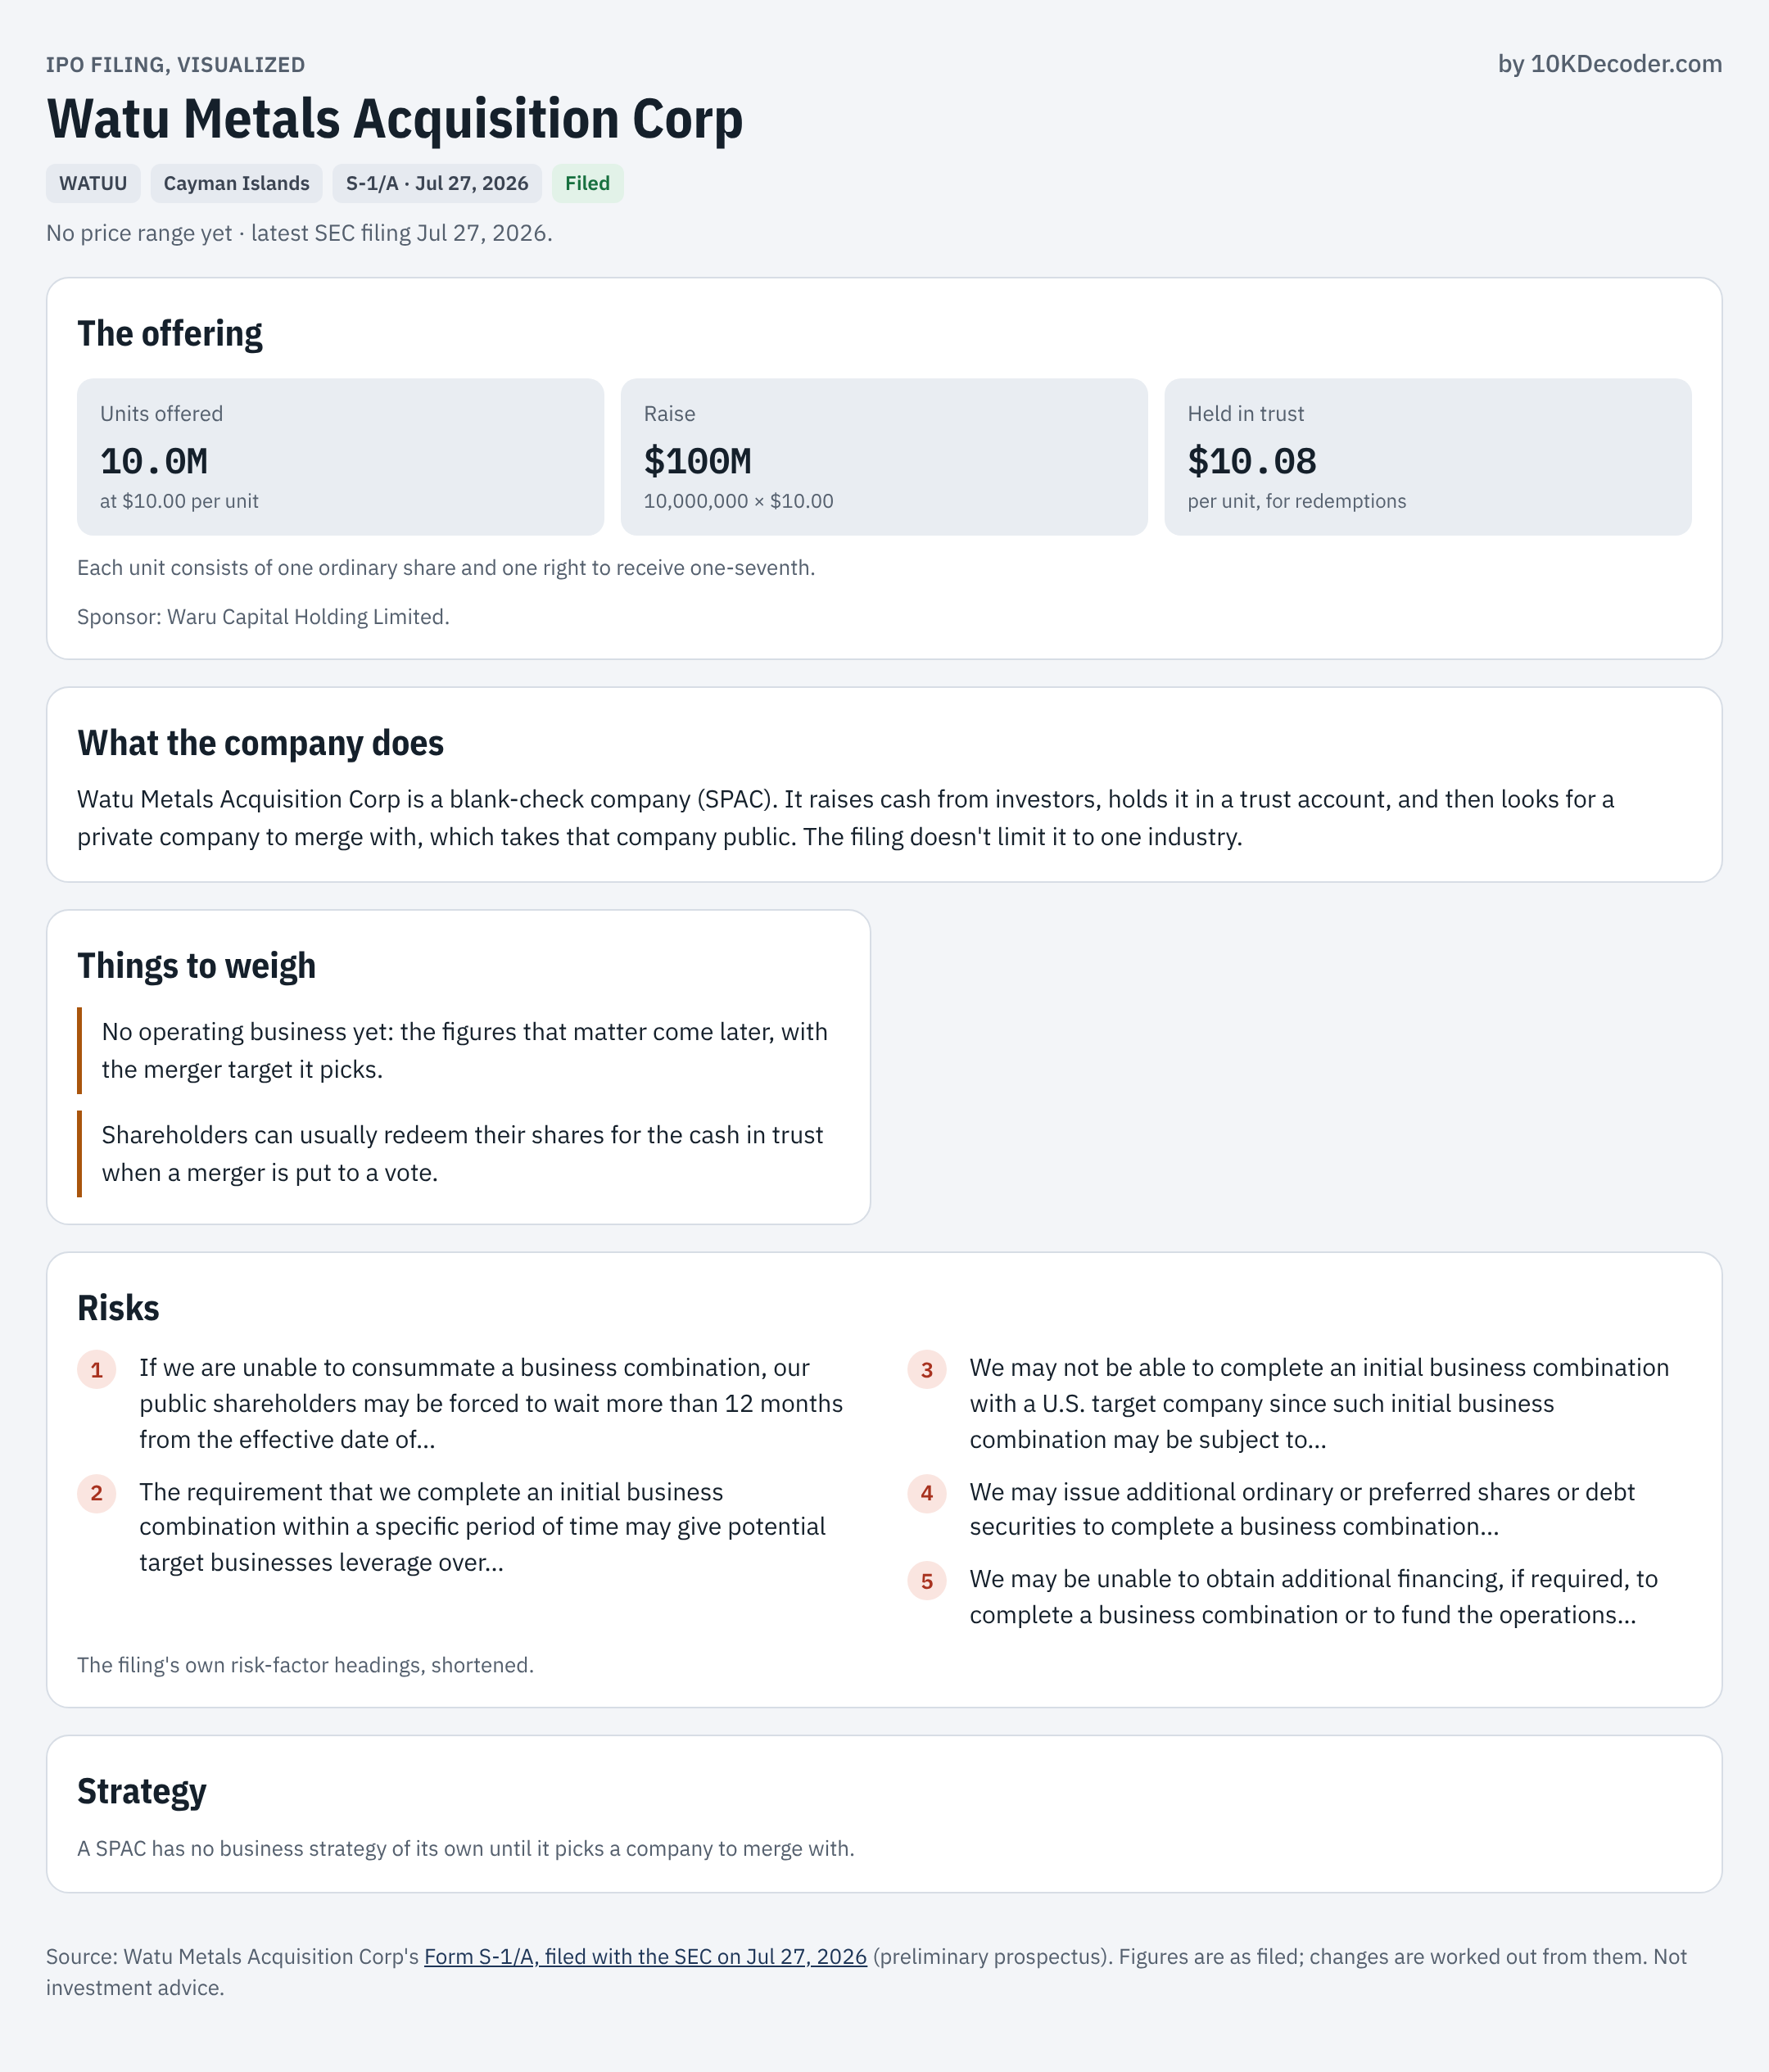 IPO FILING, VISUALIZED
by 10KDecoder.com
Watu Metals Acquisition Corp
WATUU
Cayman Islands
S-1/A · Jul 27, 2026
Filed
No price range yet · latest SEC filing Jul 27, 2026.
The offering
Units offered
10.0M
at $10.00 per unit
Raise
$100M
10,000,000 × $10.00
Held in trust
$10.08
per unit, for redemptions
Each unit consists of one ordinary share and one right to receive one-seventh.
Sponsor: Waru Capital Holding Limited.
What the company does
Watu Metals Acquisition Corp is a blank-check company (SPAC). It raises cash from investors, holds it in a trust account, and then looks for a
private company to merge with, which takes that company public. The filing doesn't limit it to one industry.
Things to weigh
No operating business yet: the figures that matter come later, with
the merger target it picks.
Shareholders can usually redeem their shares for the cash in trust
when a merger is put to a vote.
Risks
1
If we are unable to consummate a business combination, our
public shareholders may be forced to wait more than 12 months
from the effective date of…
2
The requirement that we complete an initial business
combination within a specific period of time may give potential
target businesses leverage over…
3
We may not be able to complete an initial business combination
with a U.S. target company since such initial business
combination may be subject to…
4
We may issue additional ordinary or preferred shares or debt
securities to complete a business combination…
5
We may be unable to obtain additional financing, if required, to
complete a business combination or to fund the operations…
The filing's own risk-factor headings, shortened.
Strategy
A SPAC has no business strategy of its own until it picks a company to merge with.
Source: Watu Metals Acquisition Corp's Form S-1/A, filed with the SEC on Jul 27, 2026 (preliminary prospectus). Figures are as filed; changes are worked out from them. Not
investment advice.